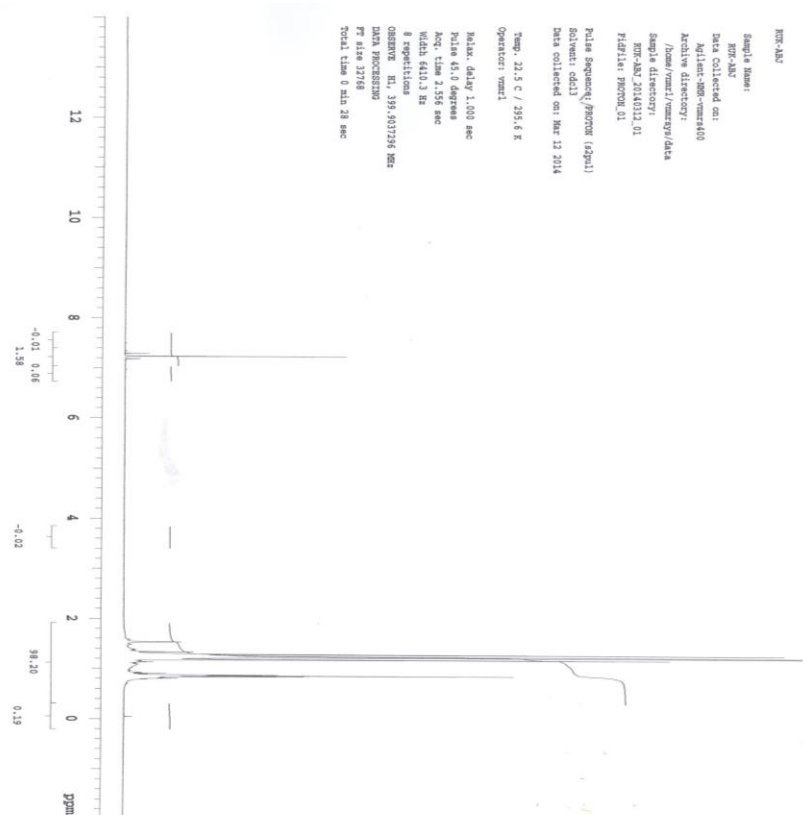 RUK-ABJ
Sample Name:
RUK-ABJ
Data Collected on:
Agilent-NMR-vnmrs400
Archive directory:
/home/vnmr1/vnmrsys/data
Sample directory:
RUK-ABJ_20140312_01
FidFile: PROTON_01
Pulse Sequence: PROTON (s2pul)
Solvent: cdcl3
Data collected on: Mar 12 2014
Temp. 22.5 C / 295.6 K
Operator: vnmr1
Relax. delay 1.000 sec
Pulse 45.0 degrees
Acq. time 2.556 sec
Width 6410.3 Hz
8 repetitions
OBSERVE H1, 399.9037296 MHz
DATA PROCESSING
FT size 32768
Total time 0 min 28 sec
12 10 8 6 4 2 0 ppm
-0.01 0.06 -0.02 98.20 0.19
1.58